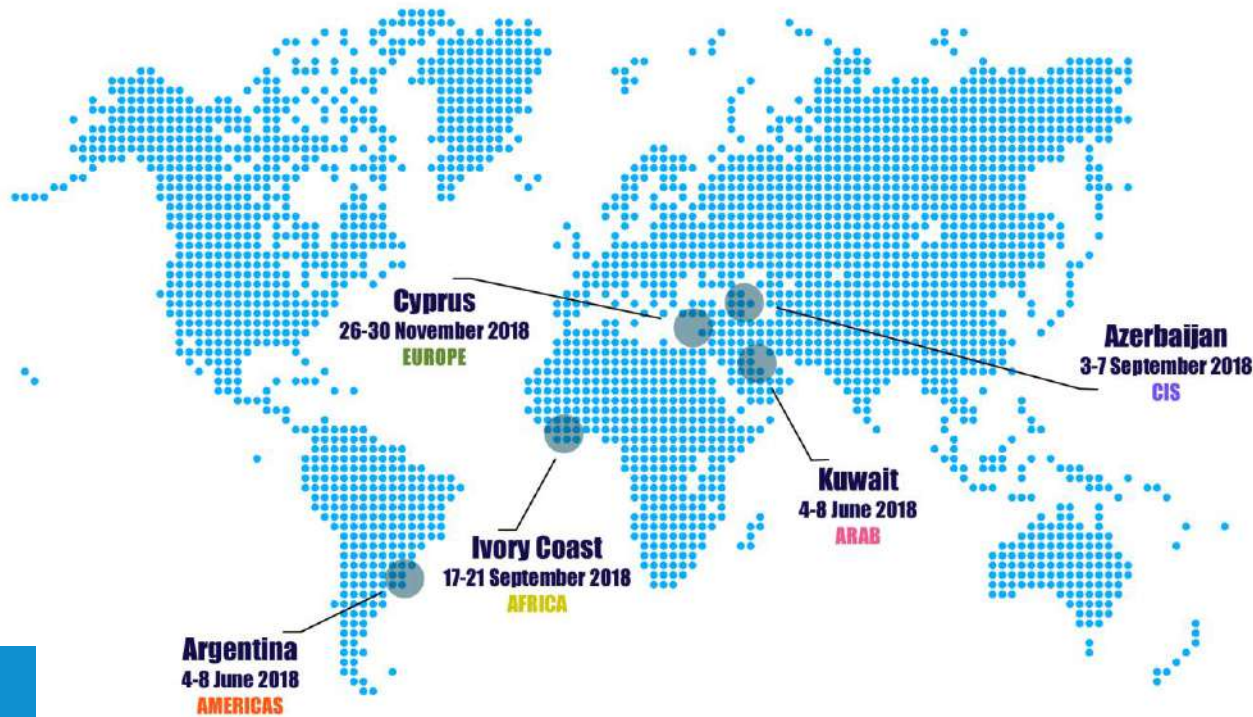 Cyprus
26-30 November 2018
EUROPE
Azerbaijan
3-7 September 2018
CIS
Kuwait
4-8 June 2018
ARAB
Ivory Coast
17-21 September 2018
AFRICA
Argentina
4-8 June 2018
AMERICAS